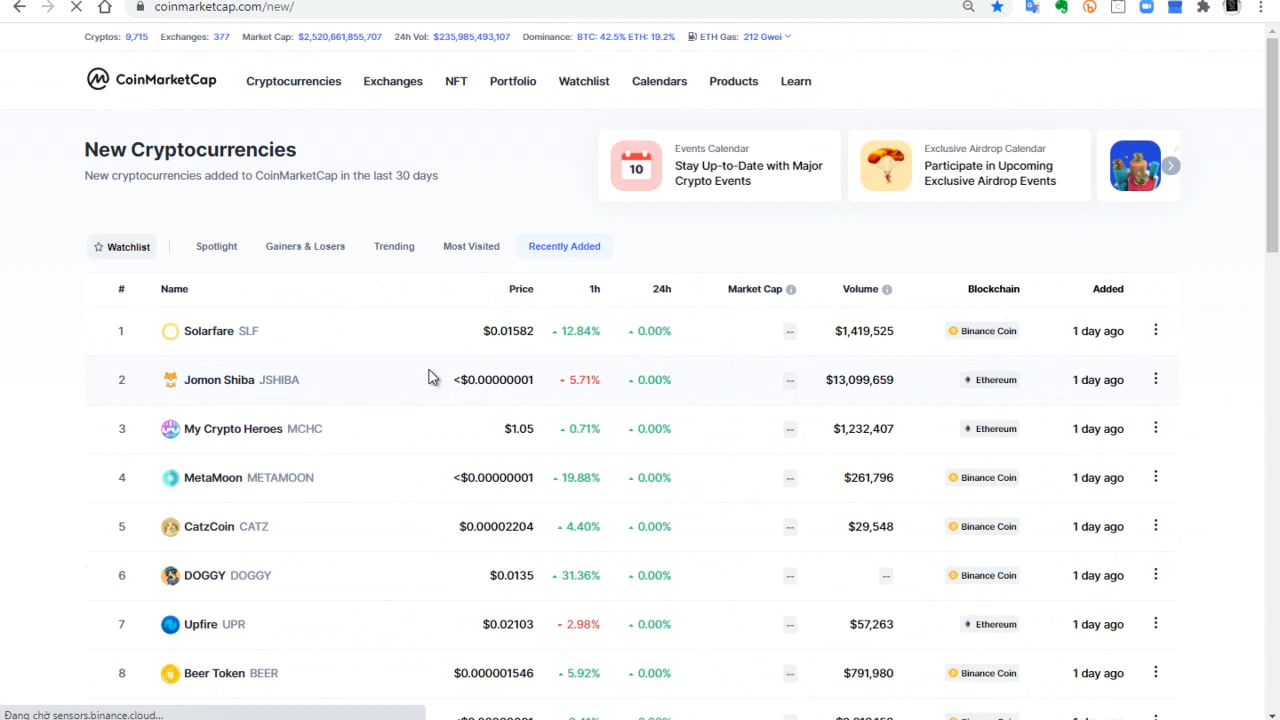 coinmarketcap.com/new/
Cryptos: 9,715 Exchanges: 377 Market Cap: $2,520,661,855,707 24h Vol: $235,985,493,107 Dominance: BTC: 42.5% ETH: 19.2% ETH Gas: 212 Gwei
CoinMarketCap Cryptocurrencies Exchanges NFT Portfolio Watchlist Calendars Products Learn
New Cryptocurrencies
New cryptocurrencies added to CoinMarketCap in the last 30 days
10
Events Calendar
Stay Up-to-Date with Major
Crypto Events
Exclusive Airdrop Calendar
Participate in Upcoming
Exclusive Airdrop Events
Watchlist Spotlight Gainers & Losers Trending Most Visited Recently Added
# Name Price 1h 24h Market Cap Volume Blockchain Added
1 Solarfare SLF $0.01582 12.84% 0.00% -- $1,419,525 Binance Coin 1 day ago
2 Jomon Shiba JSHIBA <$0.00000001 5.71% 0.00% -- $13,099,659 Ethereum 1 day ago
3 My Crypto Heroes MCHC $1.05 0.71% 0.00% -- $1,232,407 Ethereum 1 day ago
4 MetaMoon METAMOON <$0.00000001 19.88% 0.00% -- $261,796 Binance Coin 1 day ago
5 CatzCoin CATZ $0.00002204 4.40% 0.00% -- $29,548 Binance Coin 1 day ago
6 DOGGY DOGGY $0.0135 31.36% 0.00% -- -- Binance Coin 1 day ago
7 Upfire UPR $0.02103 2.98% 0.00% -- $57,263 Ethereum 1 day ago
8 Beer Token BEER $0.000001546 5.92% 0.00% -- $791,980 Binance Coin 1 day ago
Đang chờ sensors.binance.cloud...